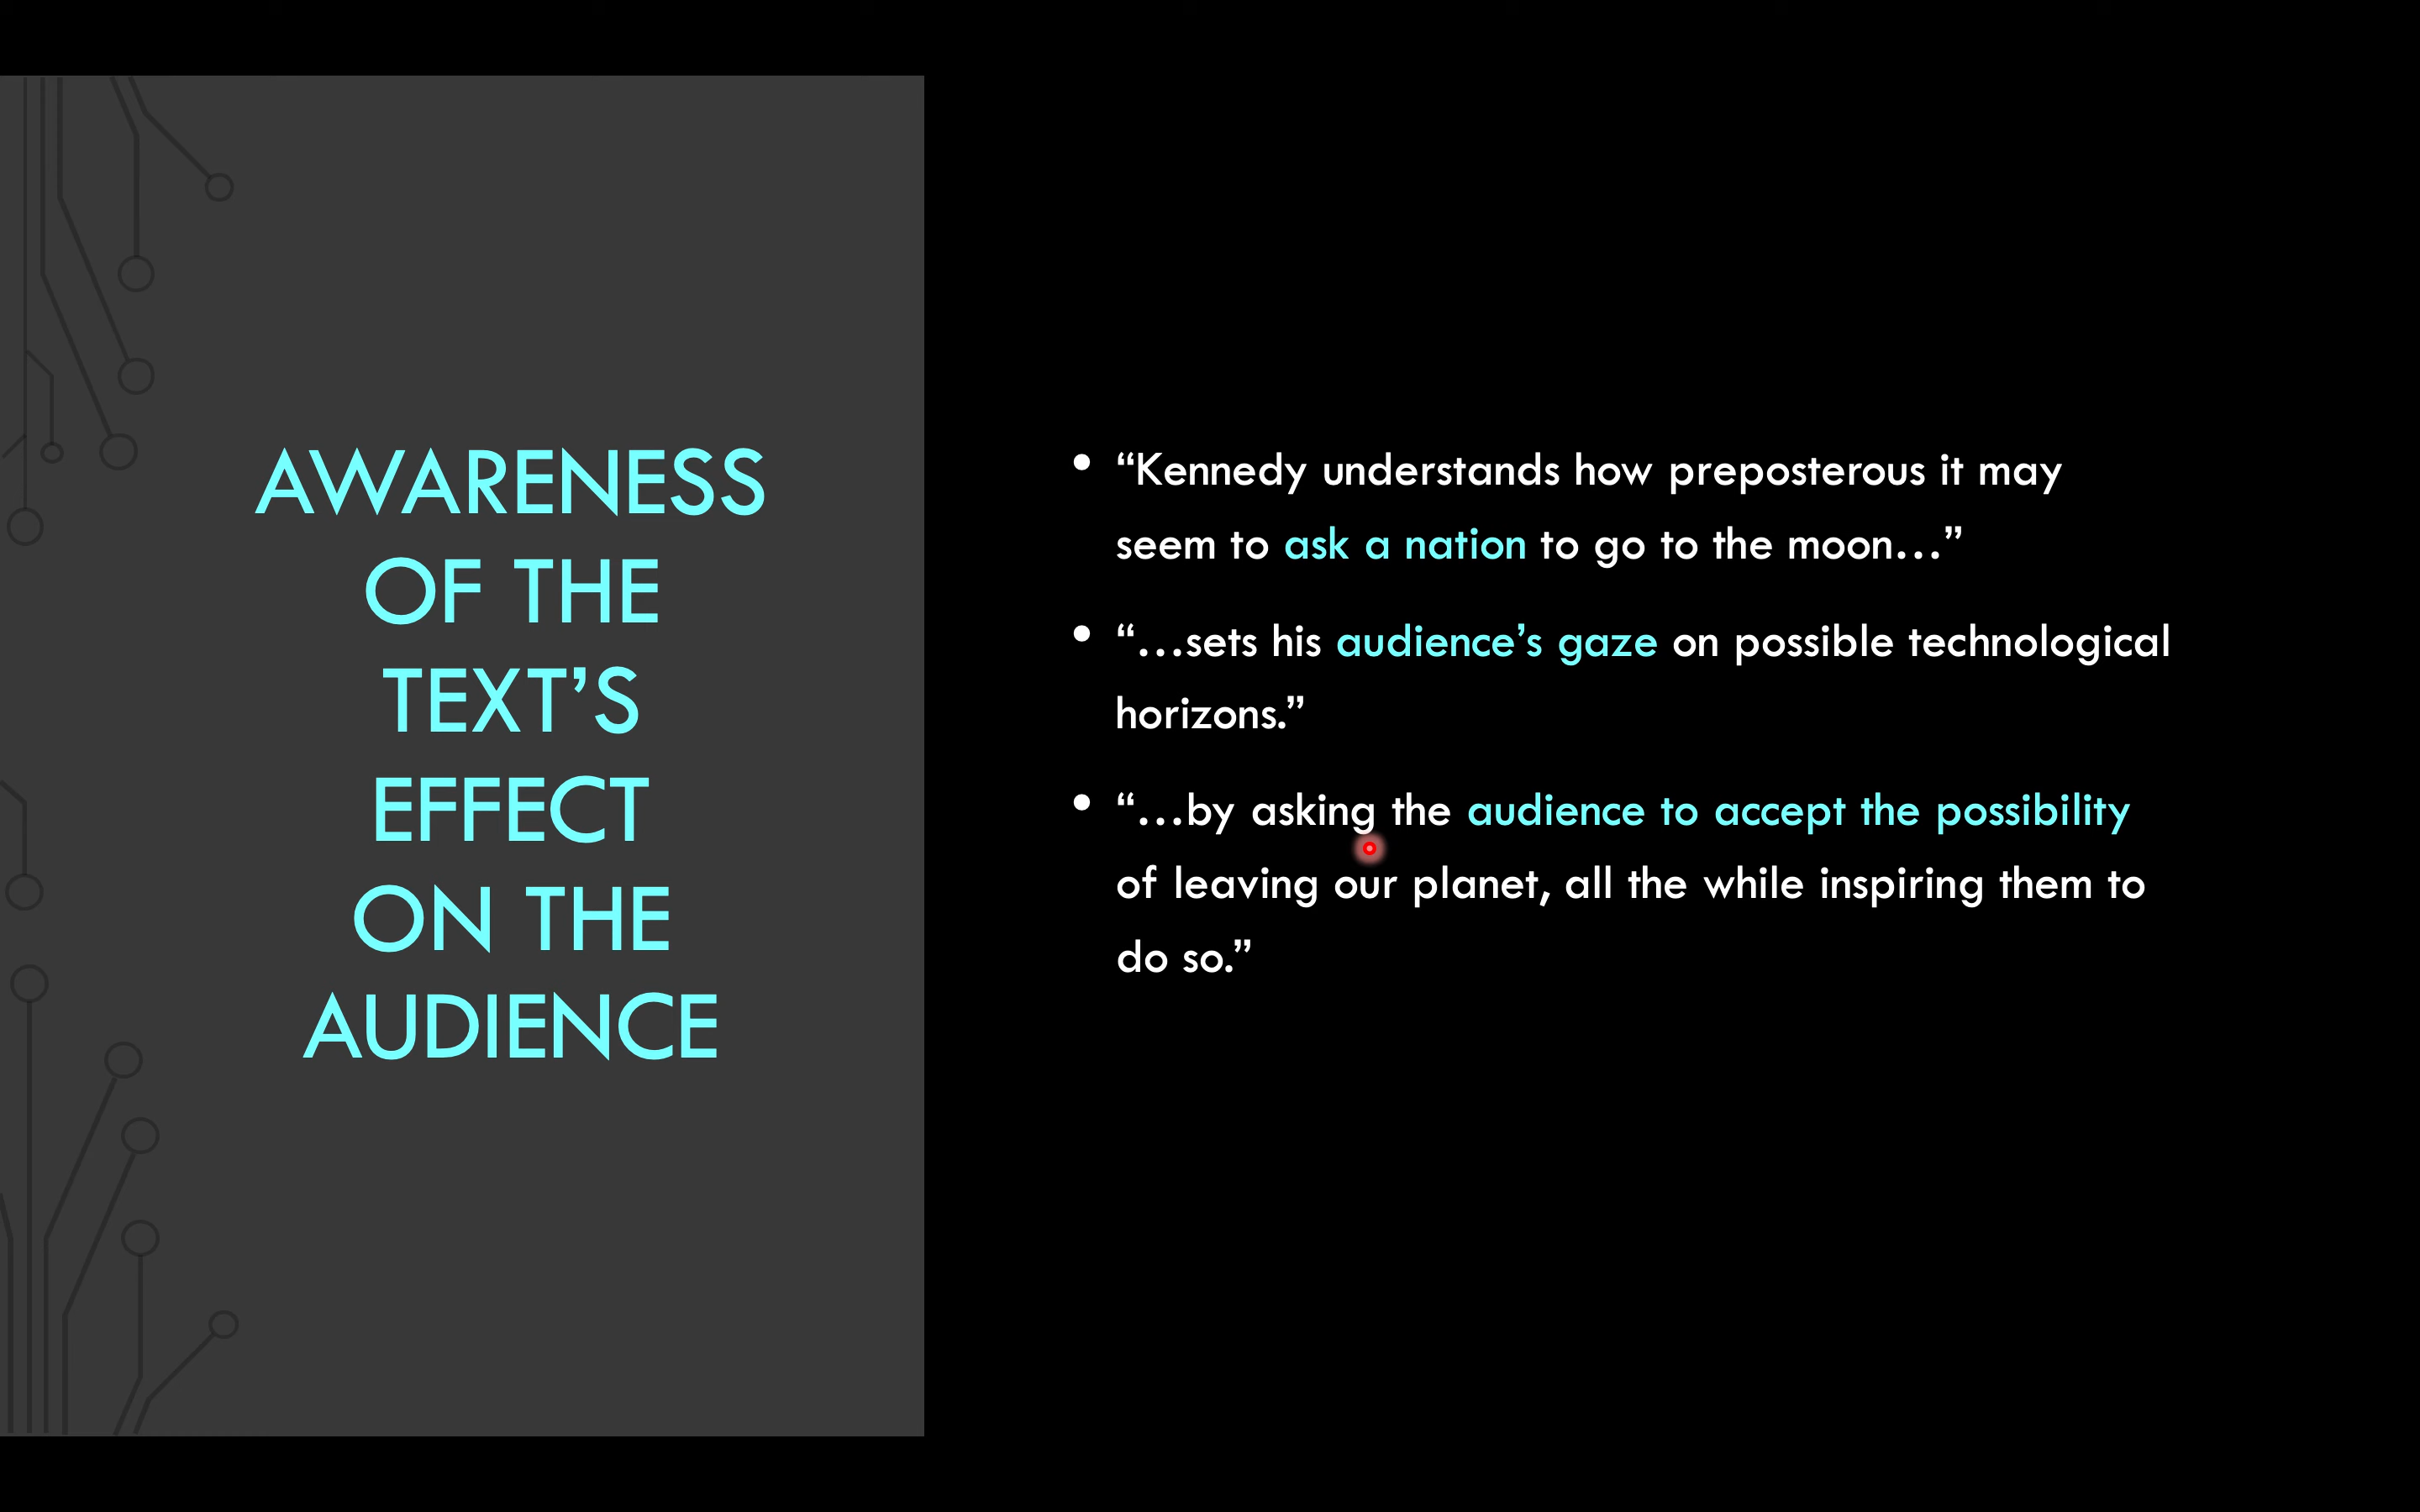 AWARENESS
OF THE
TEXT’S
EFFECT
ON THE
AUDIENCE
• “Kennedy understands how preposterous it may
seem to ask a nation to go to the moon…”
• “…sets his audience’s gaze on possible technological
horizons.”
• “…by asking the audience to accept the possibility
of leaving our planet, all the while inspiring them to
do so.”